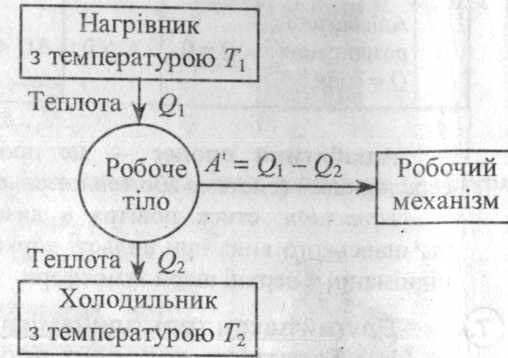 Нагрівник
з температурою T₁
Теплота Q₁
Робоче
тіло
A' = Q₁ − Q₂
Робочий
механізм
Теплота Q₂
Холодильник
з температурою T₂